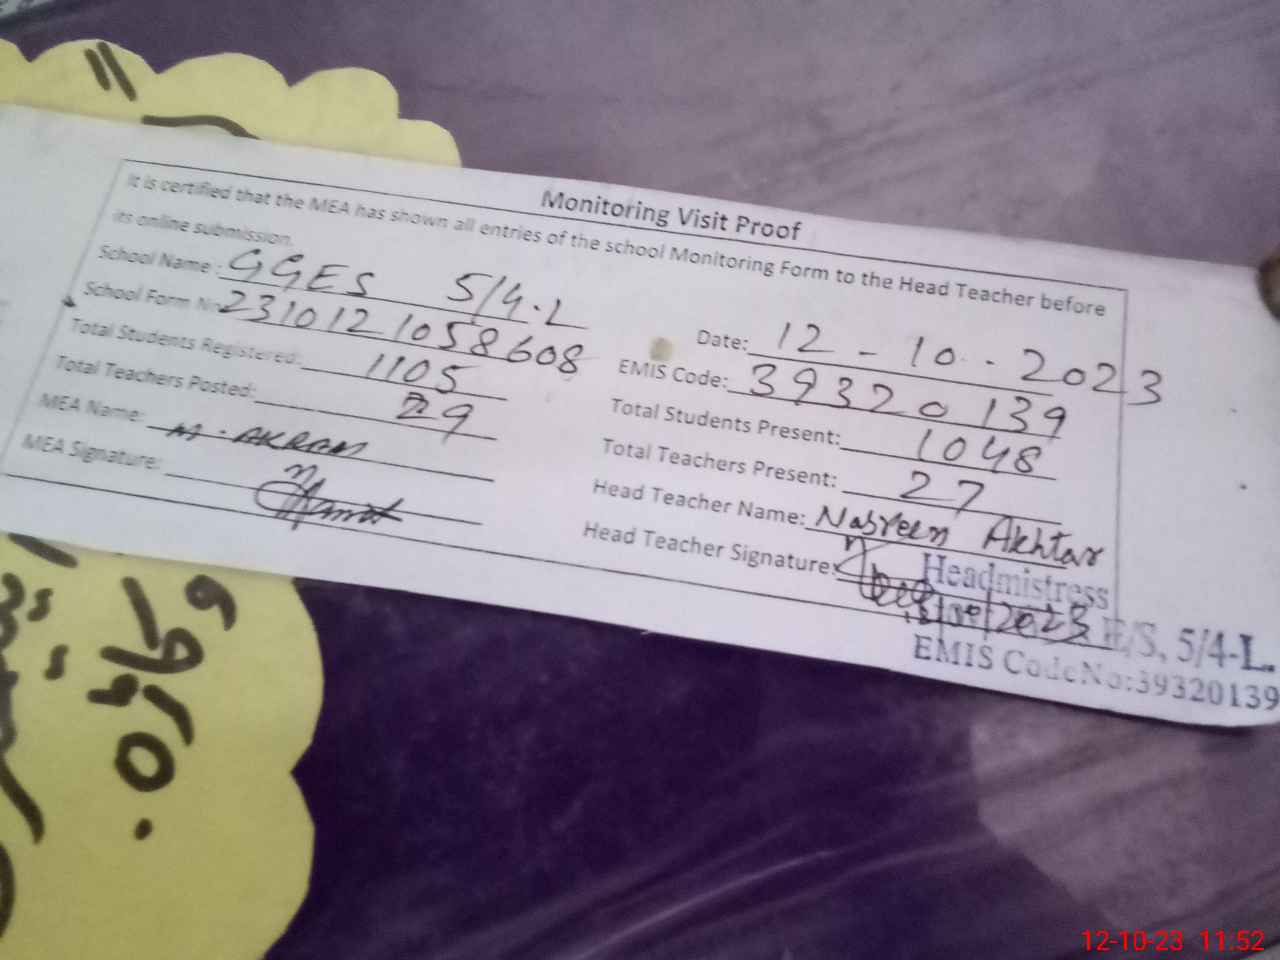 Monitoring Visit Proof
It is certified that the MEA has shown all entries of the school Monitoring Form to the Head Teacher before
its online submission.
School Name: GGES 5/4.L
Date: 12-10-2023
School Form No: 2310121058608
EMIS Code: 39320139
Total Students Registered: 1105
Total Students Present: 1048
Total Teachers Posted: 29
Total Teachers Present: 27
MEA Name: M. AKRAM
Head Teacher Name: Nasreen Akhtar
MEA Signature:
Head Teacher Signature:
Headmistress
E/S, 5/4-L.
EMIS Code No:39320139
12-10-23 11:52